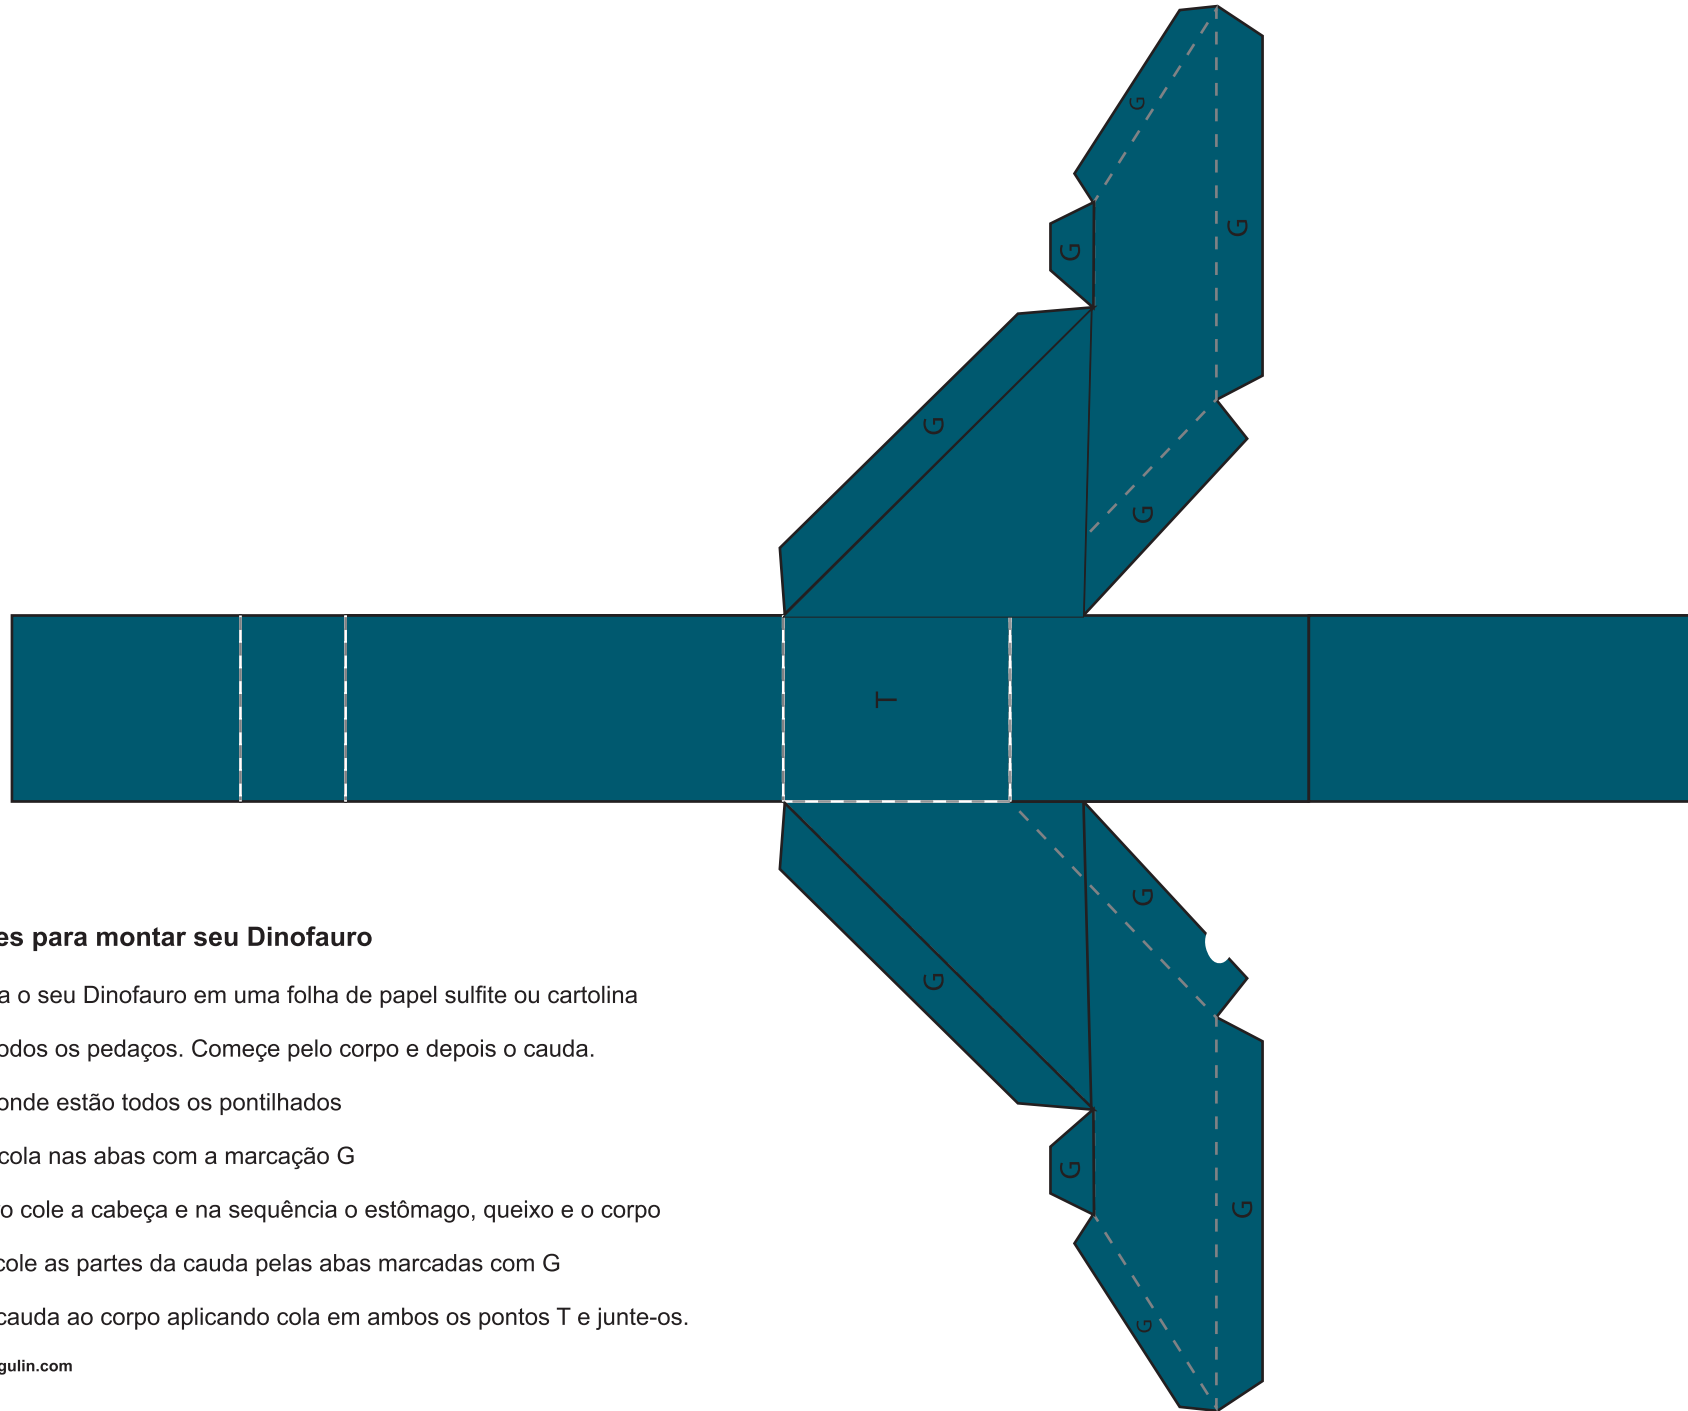 G
G
G
G
G
T
G
G
G
G
G
es para montar seu Dinofauro
a o seu Dinofauro em uma folha de papel sulfite ou cartolina
odos os pedaços. Começe pelo corpo e depois o cauda.
onde estão todos os pontilhados
cola nas abas com a marcação G
o cole a cabeça e na sequência o estômago, queixo e o corpo
cole as partes da cauda pelas abas marcadas com G
cauda ao corpo aplicando cola em ambos os pontos T e junte-os.
gulin.com